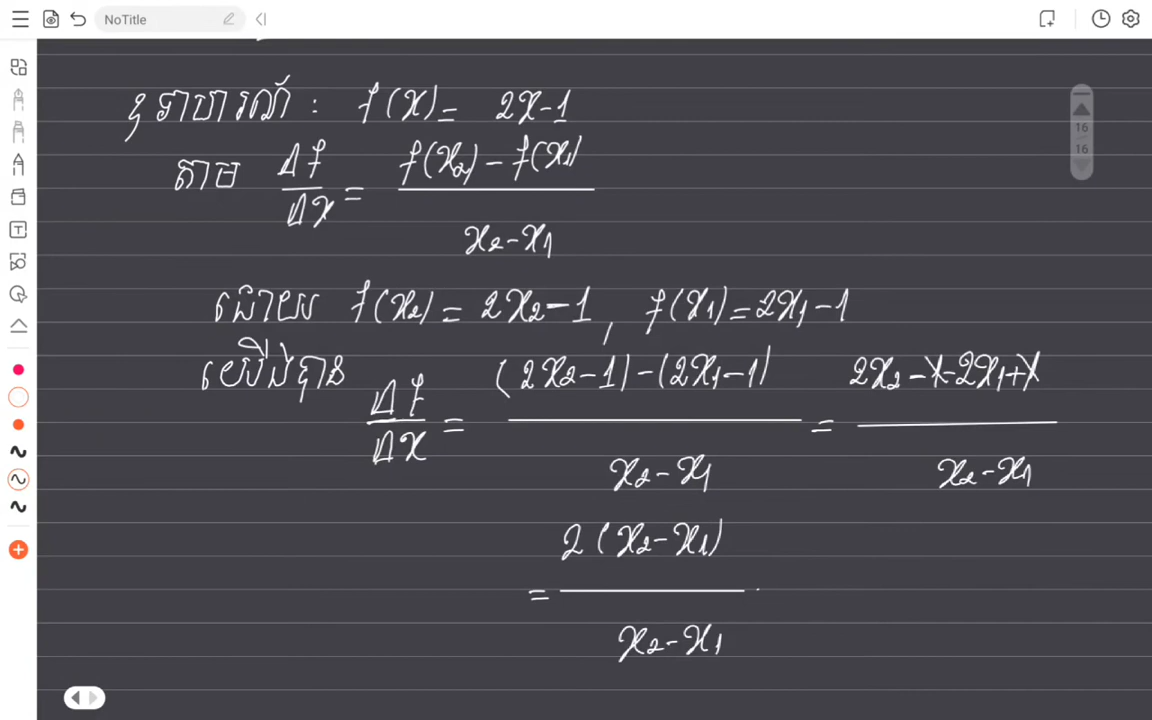 NoTitle
ឧទាហរណ៍ : f(x) = 2x-1
តាម Δf/Δx = (f(x₂) - f(x₁))/(x₂-x₁)
16
16
ដោយ f(x₂) = 2x₂-1 , f(x₁) = 2x₁-1
យើងបាន Δf/Δx = ((2x₂-1) - (2x₁-1))/(x₂-x₁) = (2x₂-1-2x₁+1)/(x₂-x₁)
= 2(x₂-x₁)/(x₂-x₁)